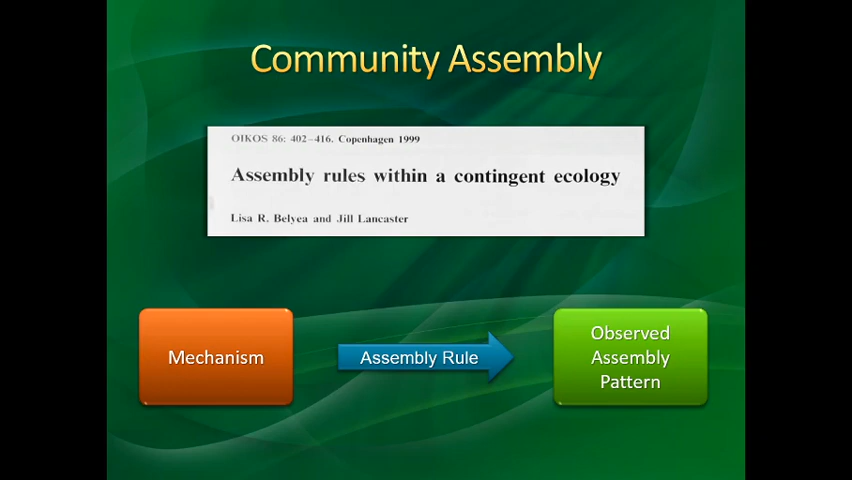 Community Assembly
OIKOS 86: 402–416. Copenhagen 1999
Assembly rules within a contingent ecology
Lisa R. Belyea and Jill Lancaster
Mechanism
Assembly Rule
Observed
Assembly
Pattern